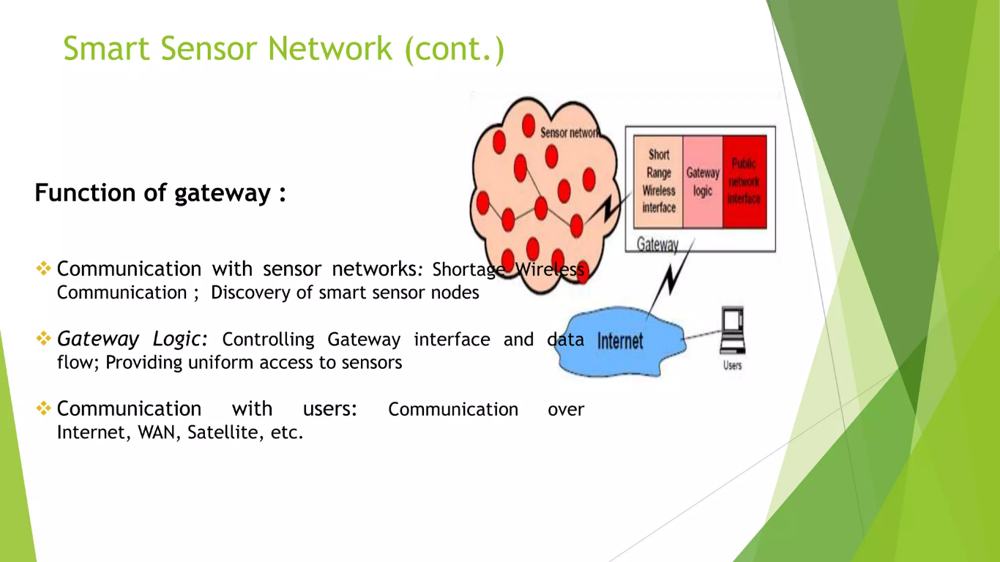 Smart Sensor Network (cont.)
Sensor network
Short
Range
Wireless
interface
Gateway
logic
Public
network
interface
Gateway
Function of gateway :
❖ Communication with sensor networks: Shortage Wireless
Communication ; Discovery of smart sensor nodes
❖ Gateway Logic: Controlling Gateway interface and data
flow; Providing uniform access to sensors
❖ Communication with users: Communication over
Internet, WAN, Satellite, etc.
Internet
Users